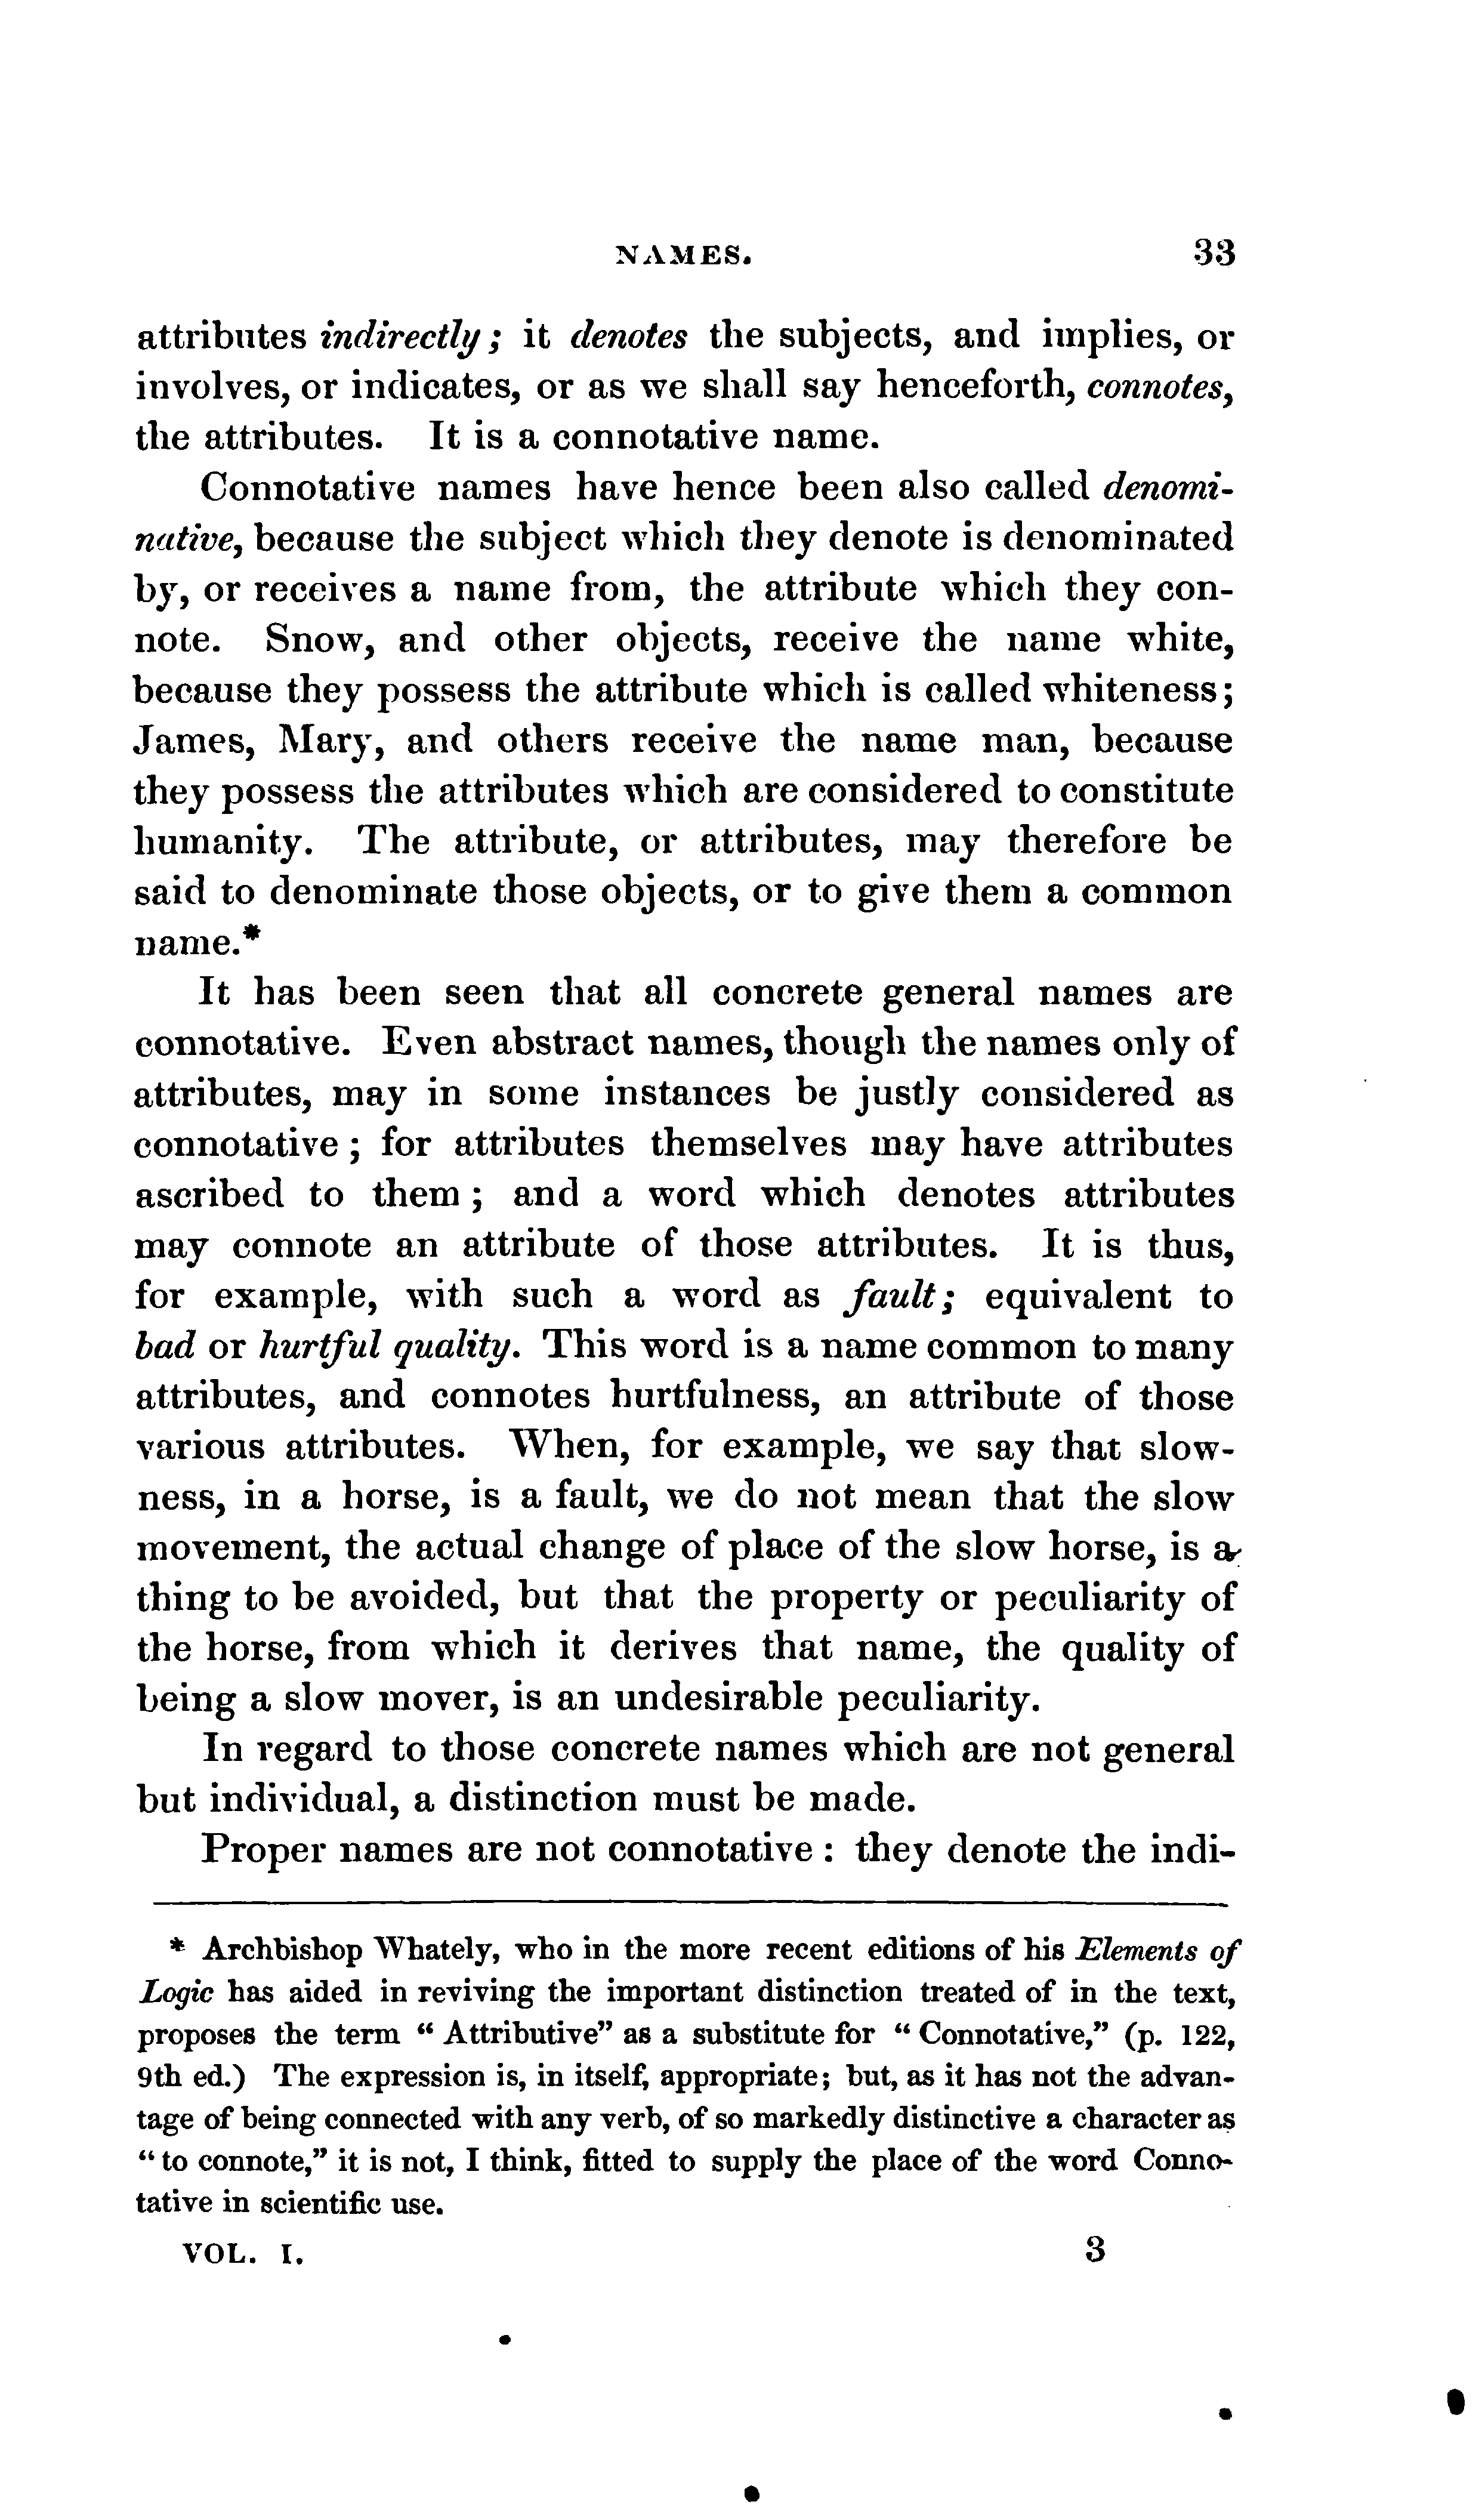 NAMES. 33
attributes indirectly; it denotes the subjects, and implies, or
involves, or indicates, or as we shall say henceforth, connotes,
the attributes. It is a connotative name.
Connotative names have hence been also called denomi-
native, because the subject which they denote is denominated
by, or receives a name from, the attribute which they con-
note. Snow, and other objects, receive the name white,
because they possess the attribute which is called whiteness;
James, Mary, and others receive the name man, because
they possess the attributes which are considered to constitute
humanity. The attribute, or attributes, may therefore be
said to denominate those objects, or to give them a common
name.*
It has been seen that all concrete general names are
connotative. Even abstract names, though the names only of
attributes, may in some instances be justly considered as
connotative; for attributes themselves may have attributes
ascribed to them; and a word which denotes attributes
may connote an attribute of those attributes. It is thus,
for example, with such a word as fault; equivalent to
bad or hurtful quality. This word is a name common to many
attributes, and connotes hurtfulness, an attribute of those
various attributes. When, for example, we say that slow-
ness, in a horse, is a fault, we do not mean that the slow
movement, the actual change of place of the slow horse, is a
thing to be avoided, but that the property or peculiarity of
the horse, from which it derives that name, the quality of
being a slow mover, is an undesirable peculiarity.
In regard to those concrete names which are not general
but individual, a distinction must be made.
Proper names are not connotative: they denote the indi-
* Archbishop Whately, who in the more recent editions of his Elements of
Logic has aided in reviving the important distinction treated of in the text,
proposes the term "Attributive" as a substitute for "Connotative," (p. 122,
9th ed.) The expression is, in itself, appropriate; but, as it has not the advan-
tage of being connected with any verb, of so markedly distinctive a character as
"to connote," it is not, I think, fitted to supply the place of the word Conno-
tative in scientific use.
VOL. I. 3